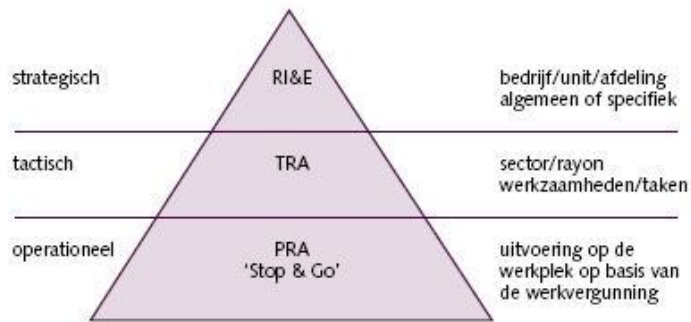 strategisch RI&E bedrijf/unit/afdeling
algemeen of specifiek
tactisch TRA sector/rayon
werkzaamheden/taken
operationeel PRA uitvoering op de
'Stop & Go' werkplek op basis van
de werkvergunning